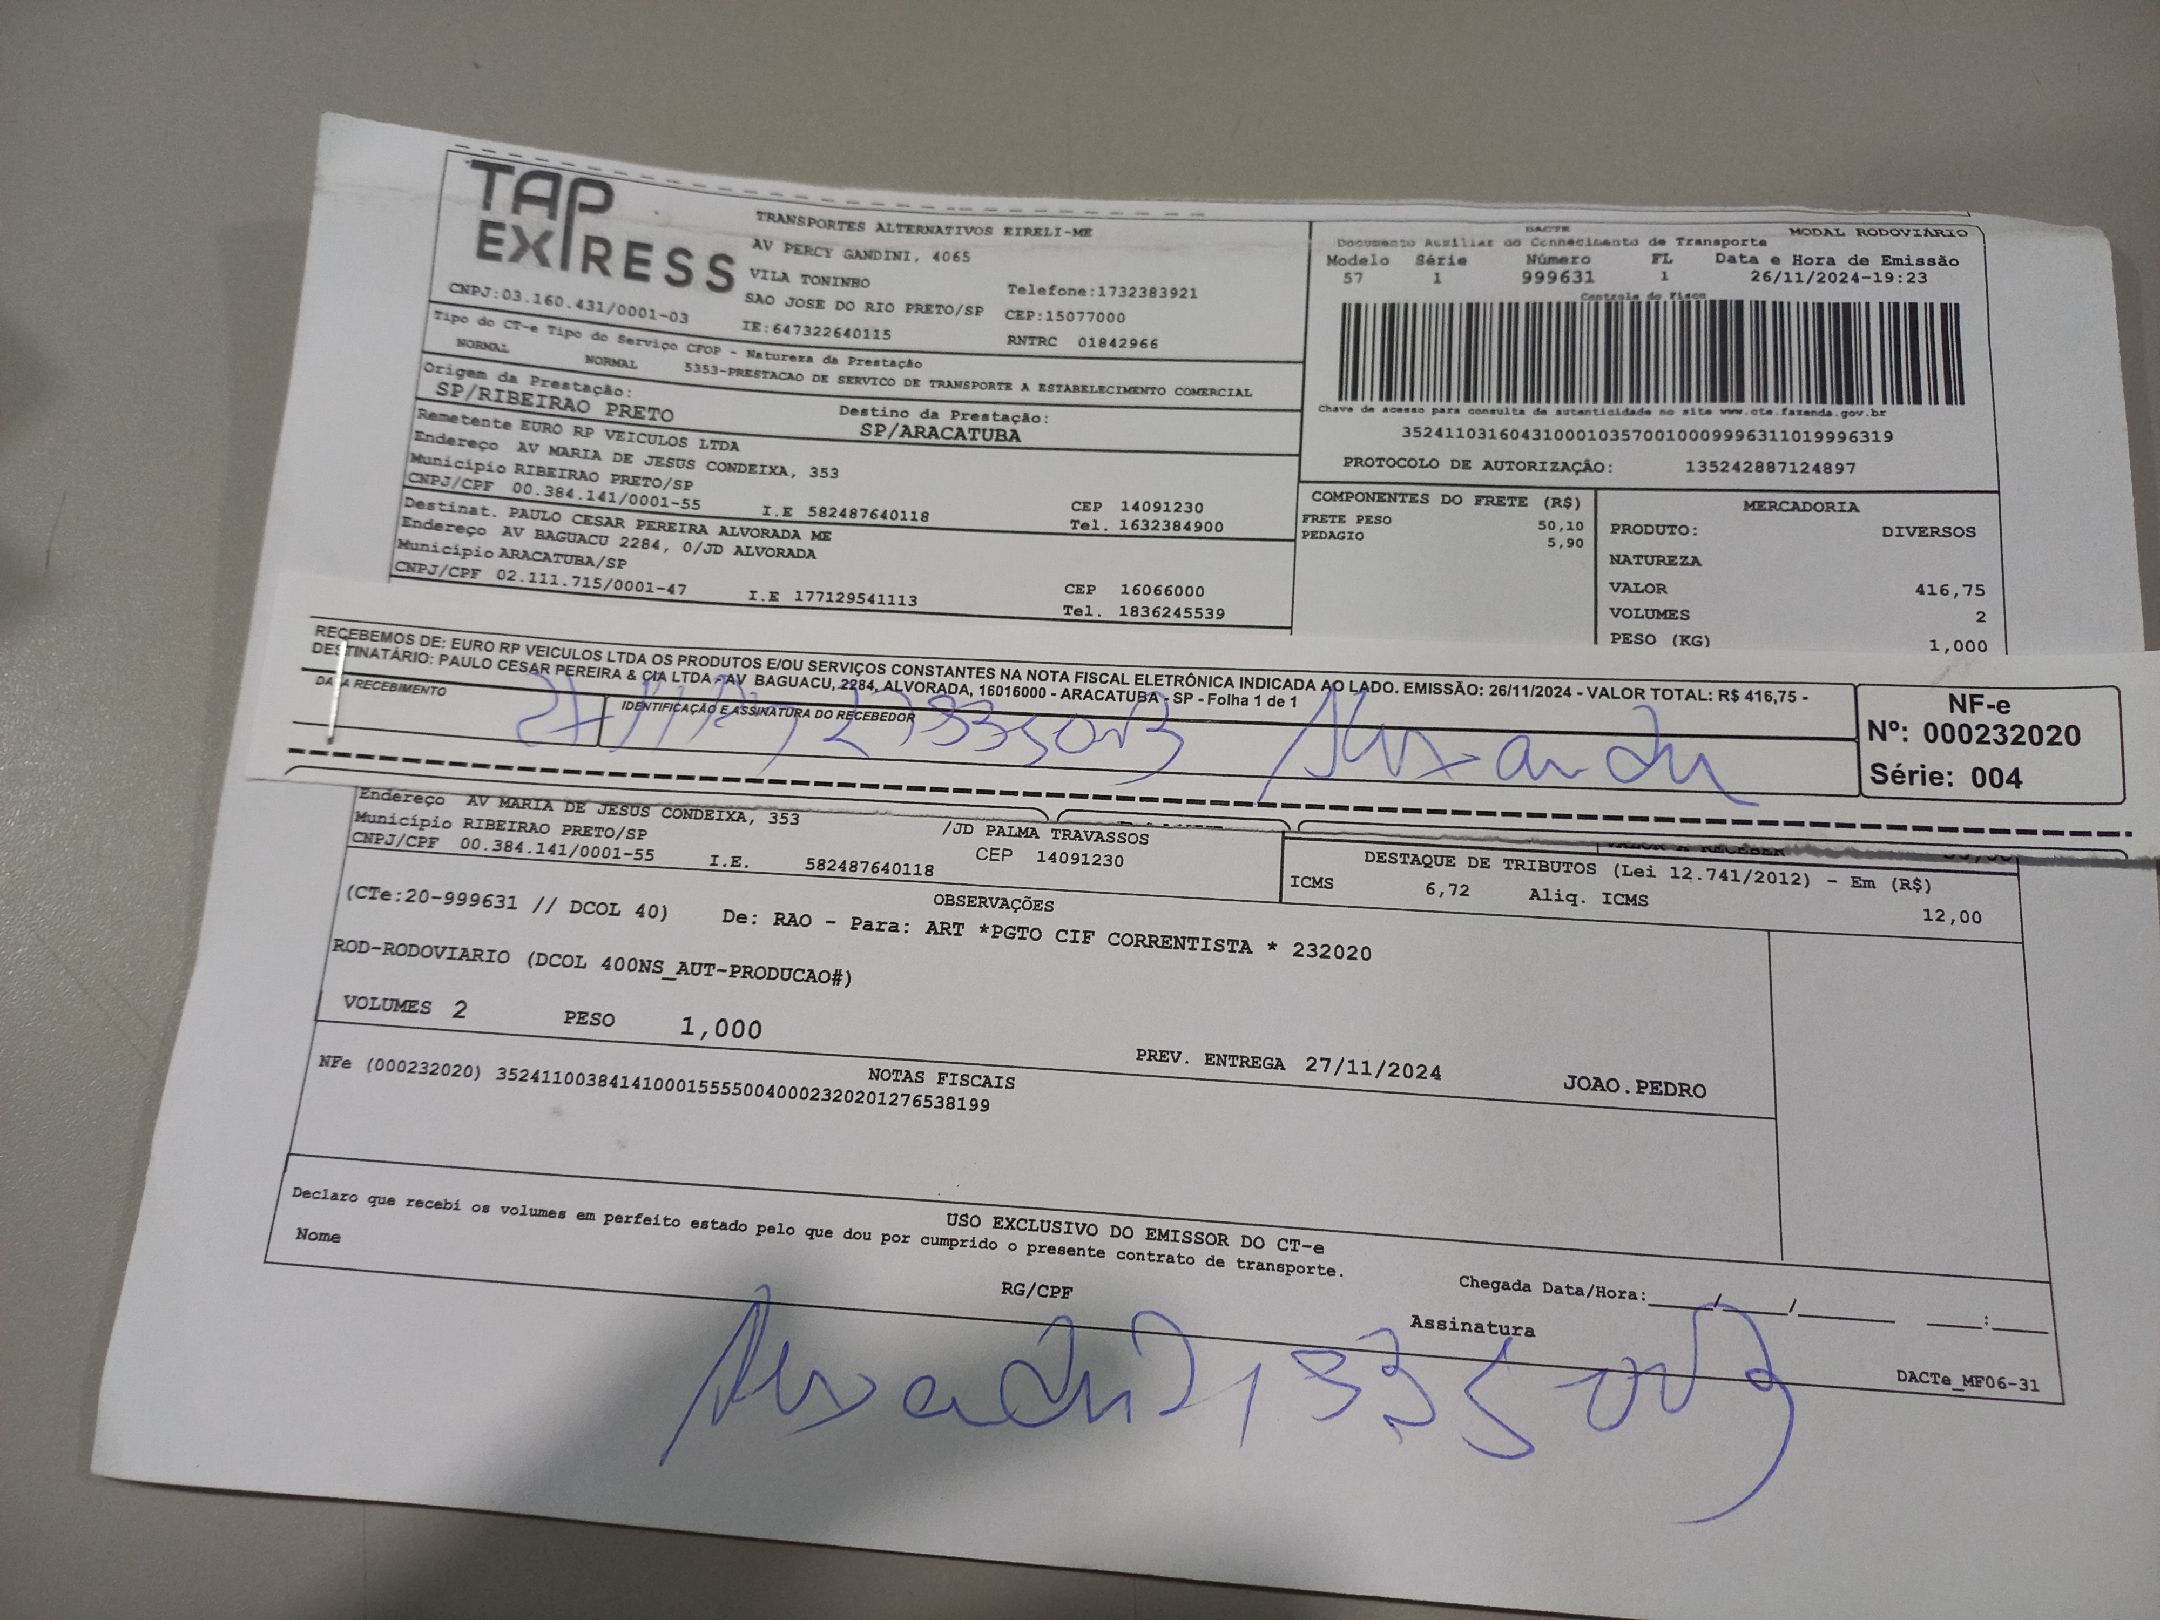 TAP
EXPRESS
CNPJ:03.160.431/0001-03
TRANSPORTES ALTERNATIVOS EIRELI-ME
AV PERCY GANDINI, 4065
VILA TONINHO
SAO JOSE DO RIO PRETO/SP
IE:647322640115
Telefone:1732383921
CEP:15077000
RNTRC 01842966
DACTE
MODAL RODOVIÁRIO
Documento Auxiliar do Conhecimento de Transporte
Modelo Série Número FL Data e Hora de Emissão
57 1 999631 1 26/11/2024-19:23
Controle do Fisco
Chave de acesso para consulta de autenticidade no site www.cte.fazenda.gov.br
35241103160431000103570010009996311019996319
PROTOCOLO DE AUTORIZAÇÃO: 135242887124897
Tipo do CT-e Tipo do Serviço CFOP - Natureza da Prestação
NORMAL NORMAL 5353-PRESTACAO DE SERVICO DE TRANSPORTE A ESTABELECIMENTO COMERCIAL
Origem da Prestação: Destino da Prestação:
SP/RIBEIRAO PRETO SP/ARACATUBA
Remetente EURO RP VEICULOS LTDA
Endereço AV MARIA DE JESUS CONDEIXA, 353
Município RIBEIRAO PRETO/SP CEP 14091230
CNPJ/CPF 00.384.141/0001-55 I.E 582487640118 Tel. 1632384900
Destinat. PAULO CESAR PEREIRA ALVORADA ME
Endereço AV BAGUACU 2284, 0/JD ALVORADA
Município ARACATUBA/SP CEP 16066000
CNPJ/CPF 02.111.715/0001-47 I.E 177129541113 Tel. 1836245539
COMPONENTES DO FRETE (R$)
FRETE PESO 50,10
PEDAGIO 5,90
MERCADORIA
PRODUTO: DIVERSOS
NATUREZA
VALOR 416,75
VOLUMES 2
PESO (KG) 1,000
RECEBEMOS DE: EURO RP VEICULOS LTDA OS PRODUTOS E/OU SERVIÇOS CONSTANTES NA NOTA FISCAL ELETRÔNICA INDICADA AO LADO. EMISSÃO: 26/11/2024 - VALOR TOTAL: R$ 416,75 -
DESTINATÁRIO: PAULO CESAR PEREIRA & CIA LTDA - AV BAGUACU, 2284, ALVORADA, 16016000 - ARACATUBA - SP - Folha 1 de 1
DATA RECEBIMENTO
IDENTIFICAÇÃO E ASSINATURA DO RECEBEDOR
NF-e
Nº: 000232020
Série: 004
Endereço AV MARIA DE JESUS CONDEIXA, 353 /JD PALMA TRAVASSOS
Município RIBEIRAO PRETO/SP CEP 14091230
CNPJ/CPF 00.384.141/0001-55 I.E. 582487640118
VALOR A RECEBER
DESTAQUE DE TRIBUTOS (Lei 12.741/2012) - Em (R$)
ICMS 6,72 Aliq. ICMS 12,00
OBSERVAÇÕES
(CTe:20-999631 // DCOL 40) De: RAO - Para: ART *PGTO CIF CORRENTISTA * 232020
ROD-RODOVIARIO (DCOL 400NS_AUT-PRODUCAO#)
VOLUMES 2 PESO 1,000 PREV. ENTREGA 27/11/2024 JOAO.PEDRO
NOTAS FISCAIS
NFe (000232020) 35241100384141000155550040002320201276538199
USO EXCLUSIVO DO EMISSOR DO CT-e
Declaro que recebi os volumes em perfeito estado pelo que dou por cumprido o presente contrato de transporte.
Nome RG/CPF Assinatura Chegada Data/Hora:____/____/______ ___:___
DACTe_MF06-31